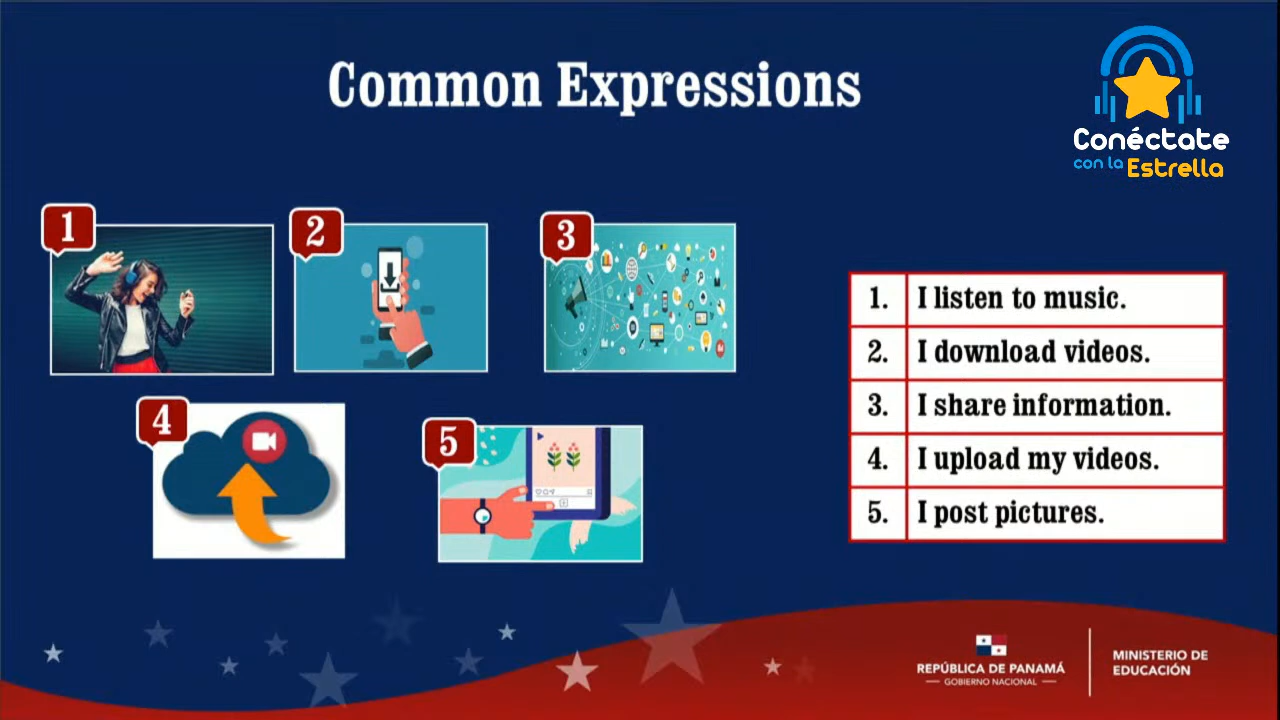 Common Expressions
Conéctate
con la Estrella
1
2
3
4
5
1. I listen to music.
2. I download videos.
3. I share information.
4. I upload my videos.
5. I post pictures.
REPÚBLICA DE PANAMÁ
— GOBIERNO NACIONAL —
MINISTERIO DE
EDUCACIÓN